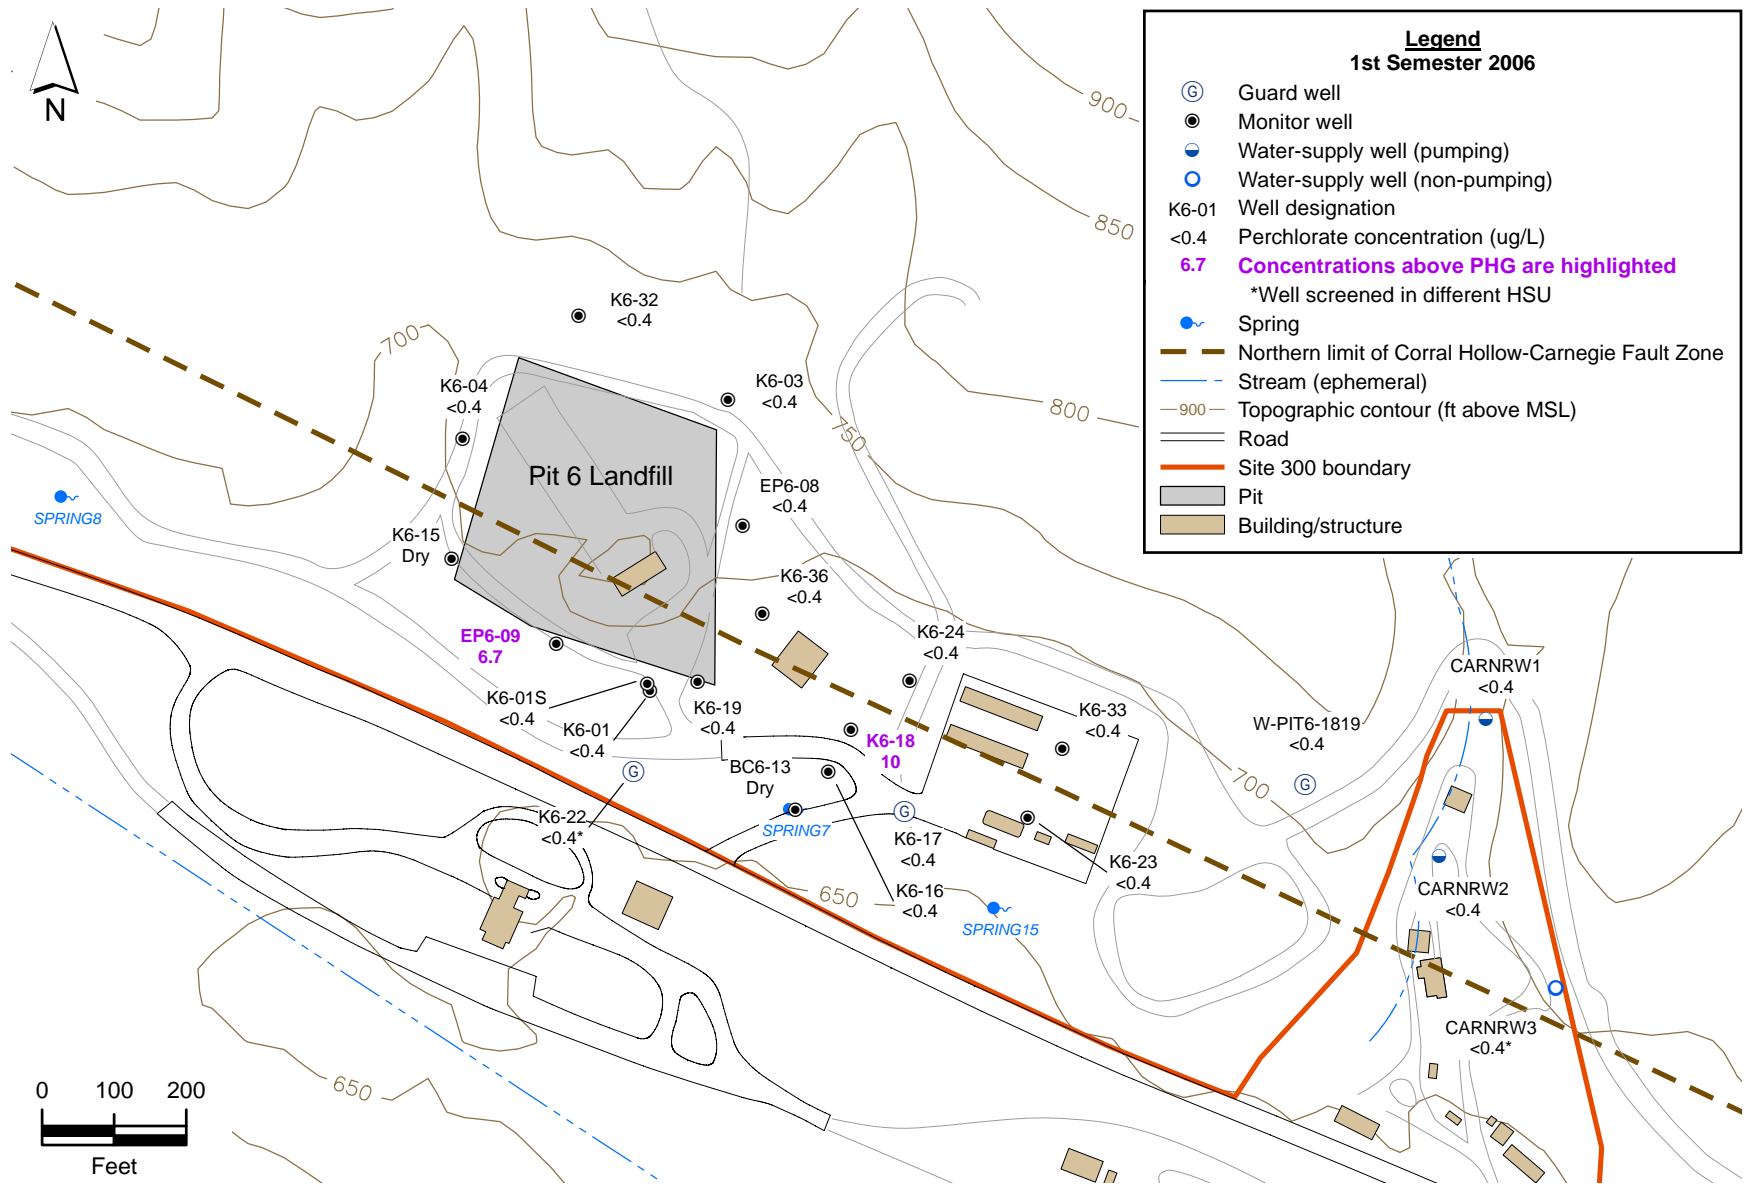 N
Legend
1st Semester 2006
G Guard well
Monitor well
Water-supply well (pumping)
Water-supply well (non-pumping)
K6-01 Well designation
<0.4 Perchlorate concentration (ug/L)
6.7 Concentrations above PHG are highlighted
*Well screened in different HSU
Spring
Northern limit of Corral Hollow-Carnegie Fault Zone
Stream (ephemeral)
900 Topographic contour (ft above MSL)
Road
Site 300 boundary
Pit
Building/structure
900
850
800
750
700
K6-32
<0.4
K6-03
<0.4
K6-04
<0.4
Pit 6 Landfill
EP6-08
<0.4
SPRING8
K6-15
Dry
K6-36
<0.4
EP6-09
6.7
K6-24
<0.4
CARNRW1
<0.4
K6-01S
<0.4
K6-01
<0.4
K6-19
<0.4
K6-18
10
K6-33
<0.4
W-PIT6-1819
<0.4
G
700
G
BC6-13
Dry
K6-22
<0.4*
SPRING7
G
K6-17
<0.4
K6-23
<0.4
K6-16
<0.4
650
SPRING15
CARNRW2
<0.4
CARNRW3
<0.4*
650
0 100 200
Feet